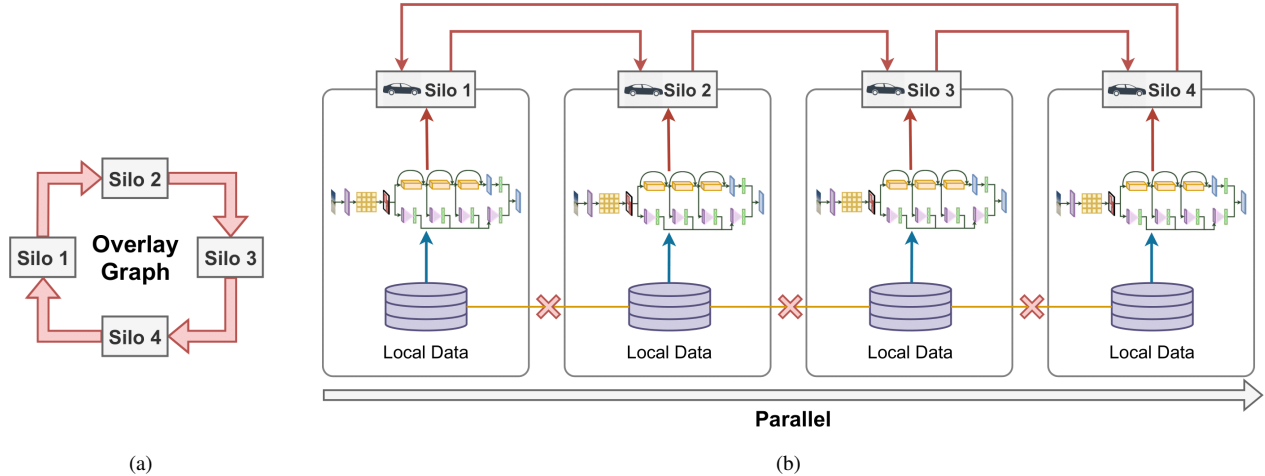 Silo 2
Silo 1
Overlay
Graph
Silo 3
Silo 4
(a)
Silo 1
Silo 2
Silo 3
Silo 4
Local Data
Local Data
Local Data
Local Data
Parallel
(b)